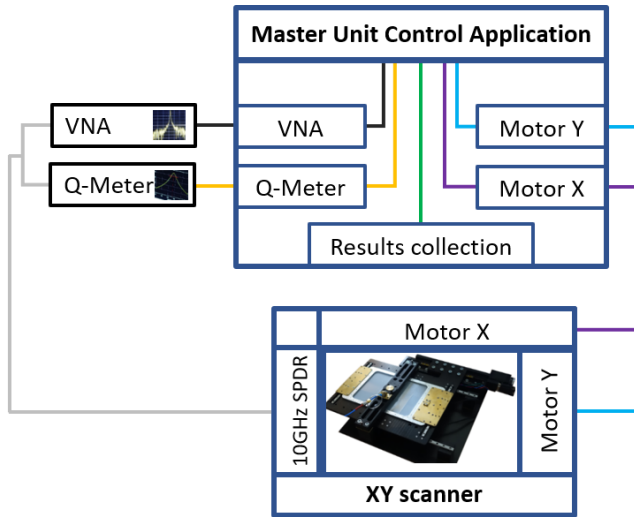 Master Unit Control Application
VNA
VNA
Motor Y
Q-Meter
Q-Meter
Motor X
Results collection
Motor X
10GHz SPDR
Motor Y
XY scanner